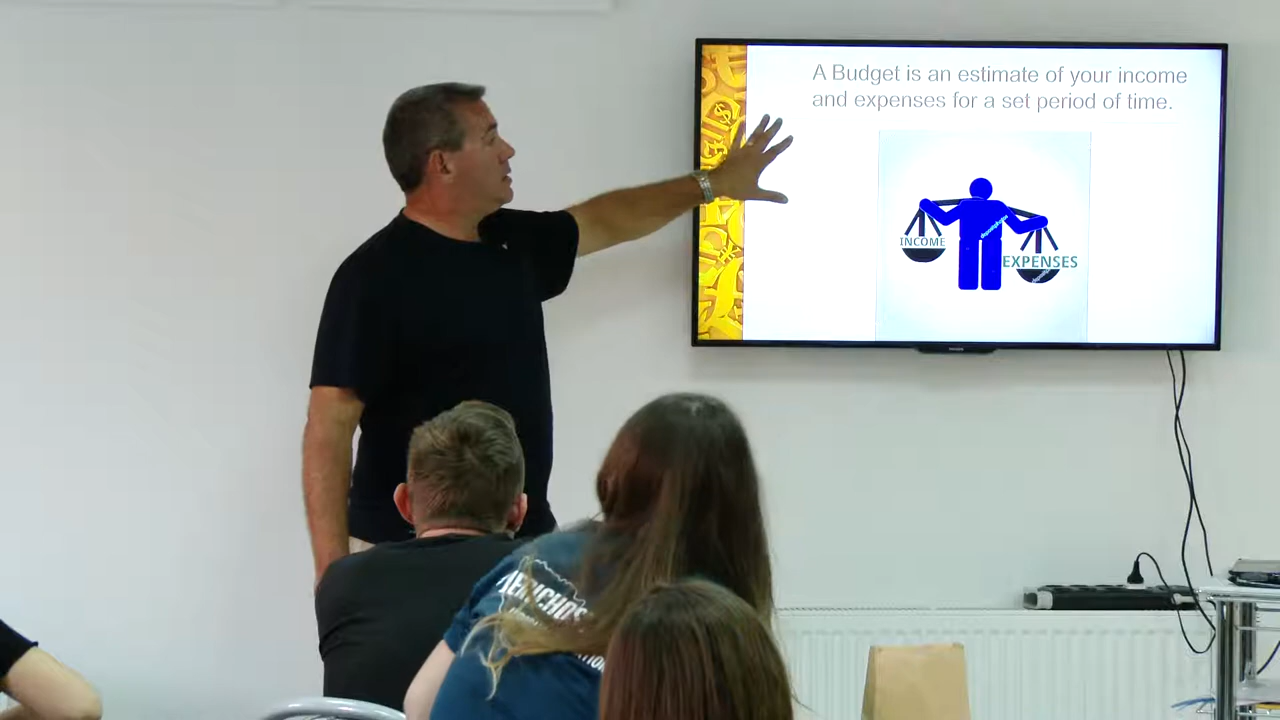 A Budget is an estimate of your income
and expenses for a set period of time.
INCOME
EXPENSES